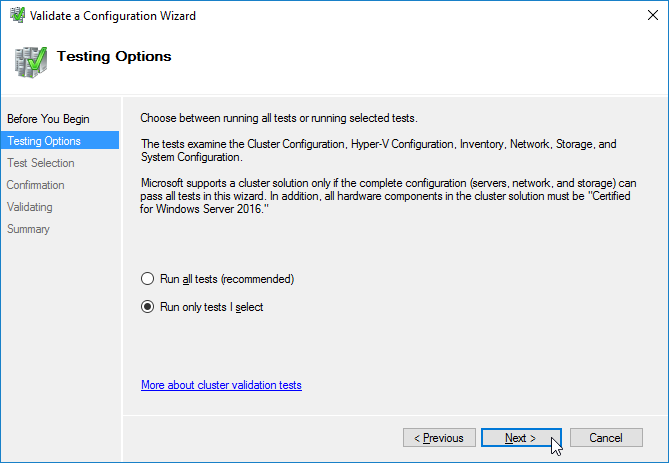 Validate a Configuration Wizard
Testing Options
Before You Begin
Testing Options
Test Selection
Confirmation
Validating
Summary
Choose between running all tests or running selected tests.
The tests examine the Cluster Configuration, Hyper-V Configuration, Inventory, Network, Storage, and
System Configuration.
Microsoft supports a cluster solution only if the complete configuration (servers, network, and storage) can
pass all tests in this wizard. In addition, all hardware components in the cluster solution must be "Certified
for Windows Server 2016."
Run all tests (recommended)
Run only tests I select
More about cluster validation tests
< Previous
Next >
Cancel